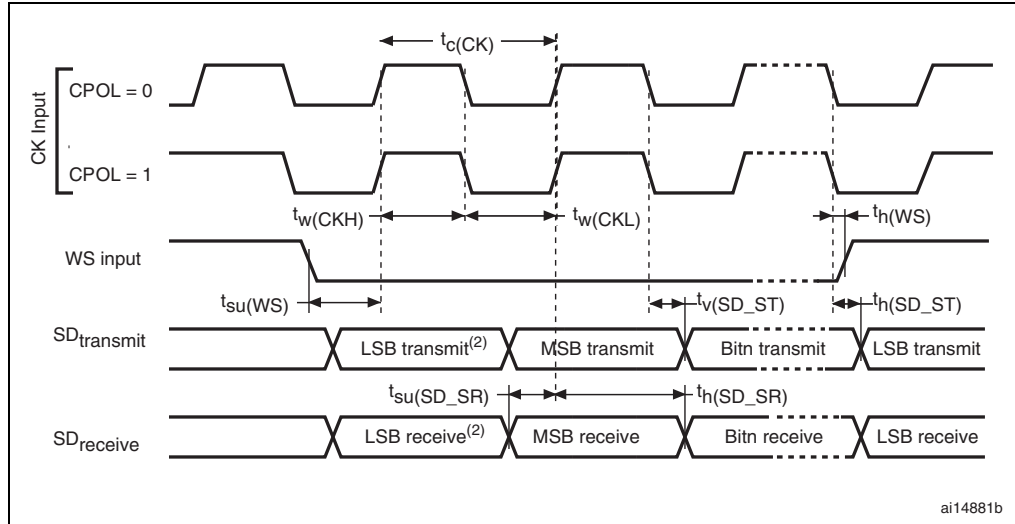 tc(CK)
CK Input
CPOL = 0
CPOL = 1
tw(CKH)
tw(CKL)
th(WS)
WS input
tsu(WS)
tv(SD_ST)
th(SD_ST)
SDtransmit
LSB transmit(2)
MSB transmit
Bitn transmit
LSB transmit
tsu(SD_SR)
th(SD_SR)
SDreceive
LSB receive(2)
MSB receive
Bitn receive
LSB receive
ai14881b